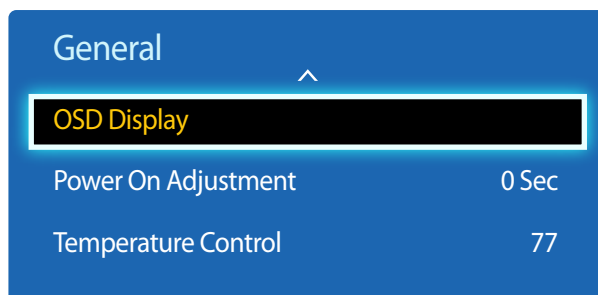 General
OSD Display
Power On Adjustment 0 Sec
Temperature Control 77